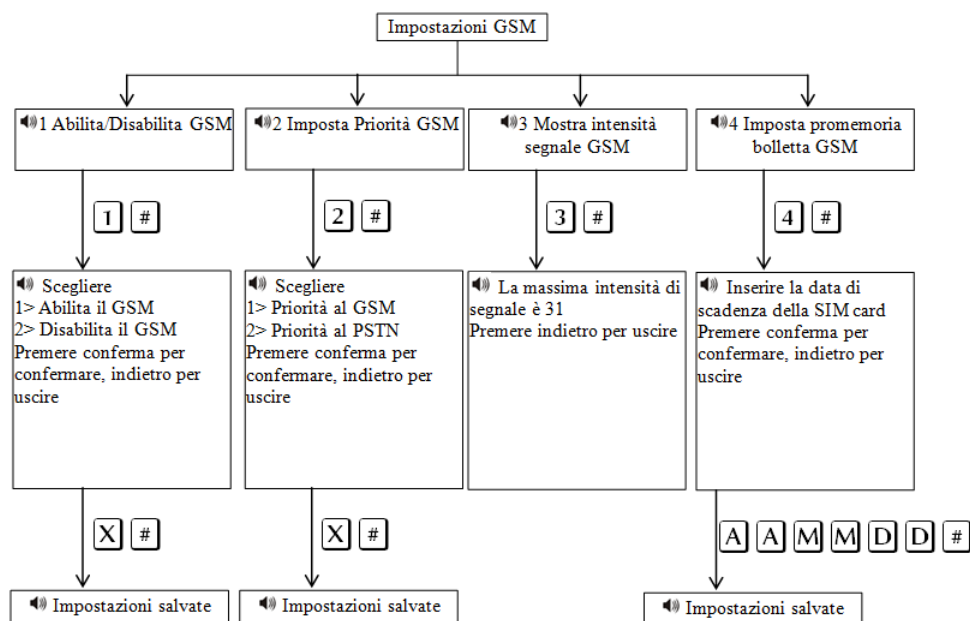 Impostazioni GSM
1 Abilita/Disabilita GSM
2 Imposta Priorità GSM
3 Mostra intensità
segnale GSM
4 Imposta promemoria
bolletta GSM
1 #
2 #
3 #
4 #
Scegliere
1> Abilita il GSM
2> Disabilita il GSM
Premere conferma per
confermare, indietro per
uscire
Scegliere
1> Priorità al GSM
2> Priorità al PSTN
Premere conferma per
confermare, indietro per
uscire
La massima intensità di
segnale è 31
Premere indietro per uscire
Inserire la data di
scadenza della SIM card
Premere conferma per
confermare, indietro per
uscire
X #
X #
A A M M D D #
Impostazioni salvate
Impostazioni salvate
Impostazioni salvate